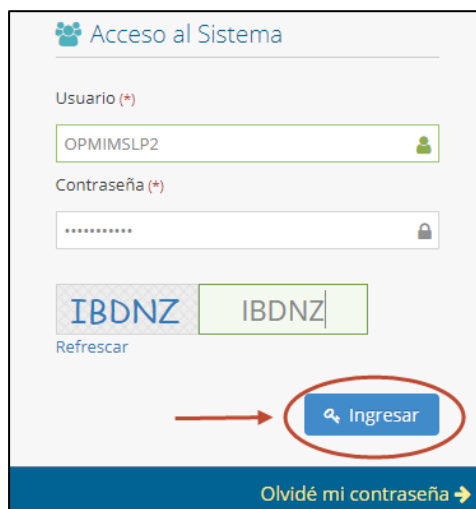 Acceso al Sistema
Usuario (*)
OPMIMSLP2
Contraseña (*)
•••••••••••
IBDNZ IBDNZ
Refrescar
Ingresar
Olvidé mi contraseña